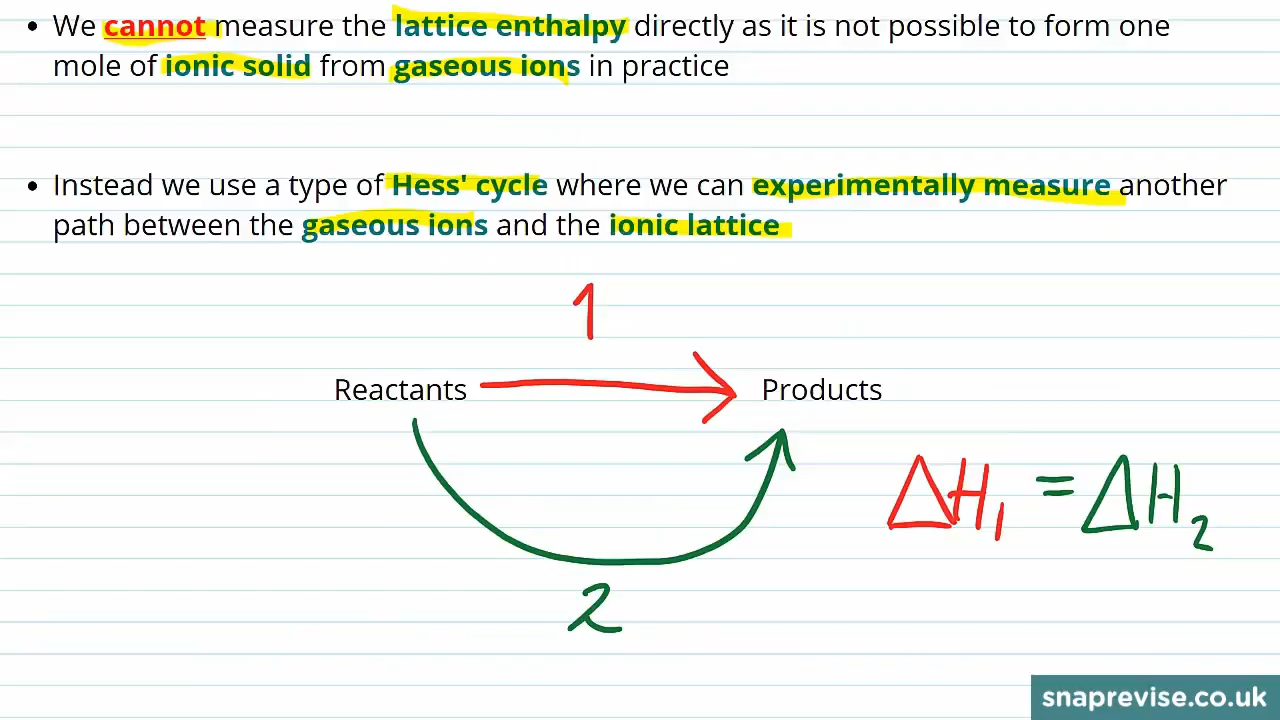 • We cannot measure the lattice enthalpy directly as it is not possible to form one
mole of ionic solid from gaseous ions in practice
• Instead we use a type of Hess' cycle where we can experimentally measure another
path between the gaseous ions and the ionic lattice
1
Reactants Products
ΔH₁ = ΔH₂
2
snaprevise.co.uk